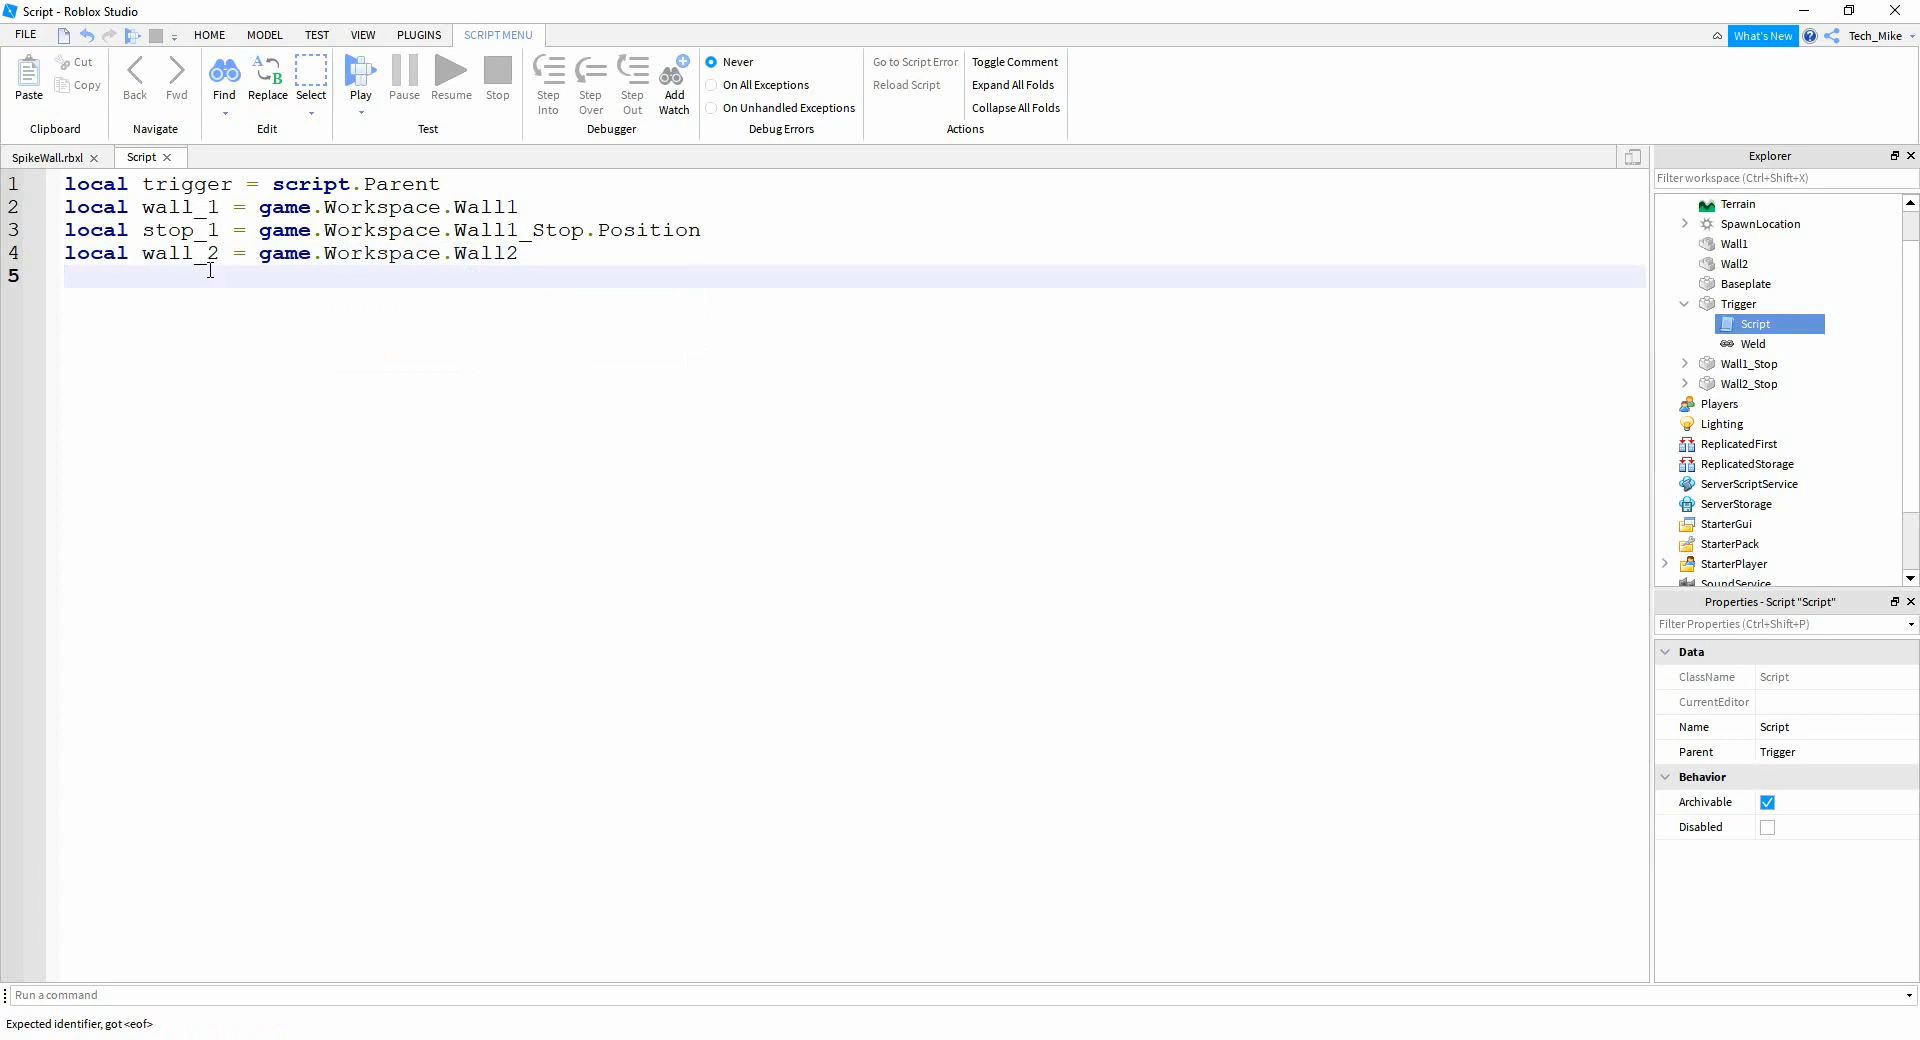 Script - Roblox Studio
FILE HOME MODEL TEST VIEW PLUGINS SCRIPT MENU What's New Tech_Mike
Paste Cut Copy Back Fwd Find Replace Select Play Pause Resume Stop Step Into Step Over Step Out Add Watch
Never
On All Exceptions
On Unhandled Exceptions
Go to Script Error
Reload Script
Toggle Comment
Expand All Folds
Collapse All Folds
Clipboard Navigate Edit Test Debugger Debug Errors Actions
SpikeWall.rbxl Script
1 local trigger = script.Parent
2 local wall_1 = game.Workspace.Wall1
3 local stop_1 = game.Workspace.Wall1_Stop.Position
4 local wall_2 = game.Workspace.Wall2
5
Explorer
Filter workspace (Ctrl+Shift+X)
Terrain
SpawnLocation
Wall1
Wall2
Baseplate
Trigger
Script
Weld
Wall1_Stop
Wall2_Stop
Players
Lighting
ReplicatedFirst
ReplicatedStorage
ServerScriptService
ServerStorage
StarterGui
StarterPack
StarterPlayer
SoundService
Properties - Script "Script"
Filter Properties (Ctrl+Shift+P)
Data
ClassName Script
CurrentEditor
Name Script
Parent Trigger
Behavior
Archivable
Disabled
Run a command
Expected identifier, got <eof>